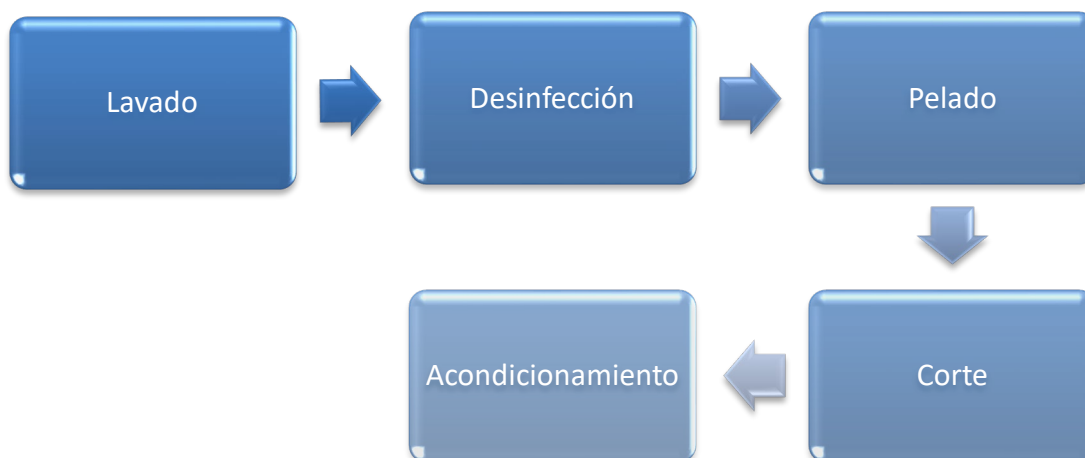 Lavado
Desinfección
Pelado
Corte
Acondicionamiento